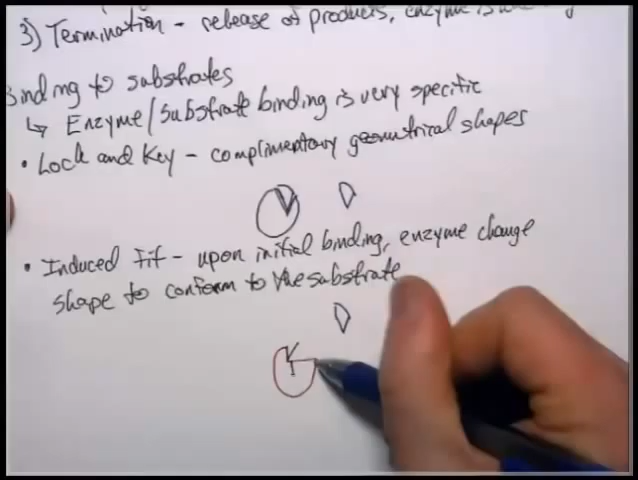 3) Termination - release of products, enzyme is
Binding to substrates
↳ Enzyme/Substrate binding is very specific
• Lock and Key - complimentary geometrical shapes
• Induced Fit - upon initial binding, enzyme change
shape to conform to the substrate